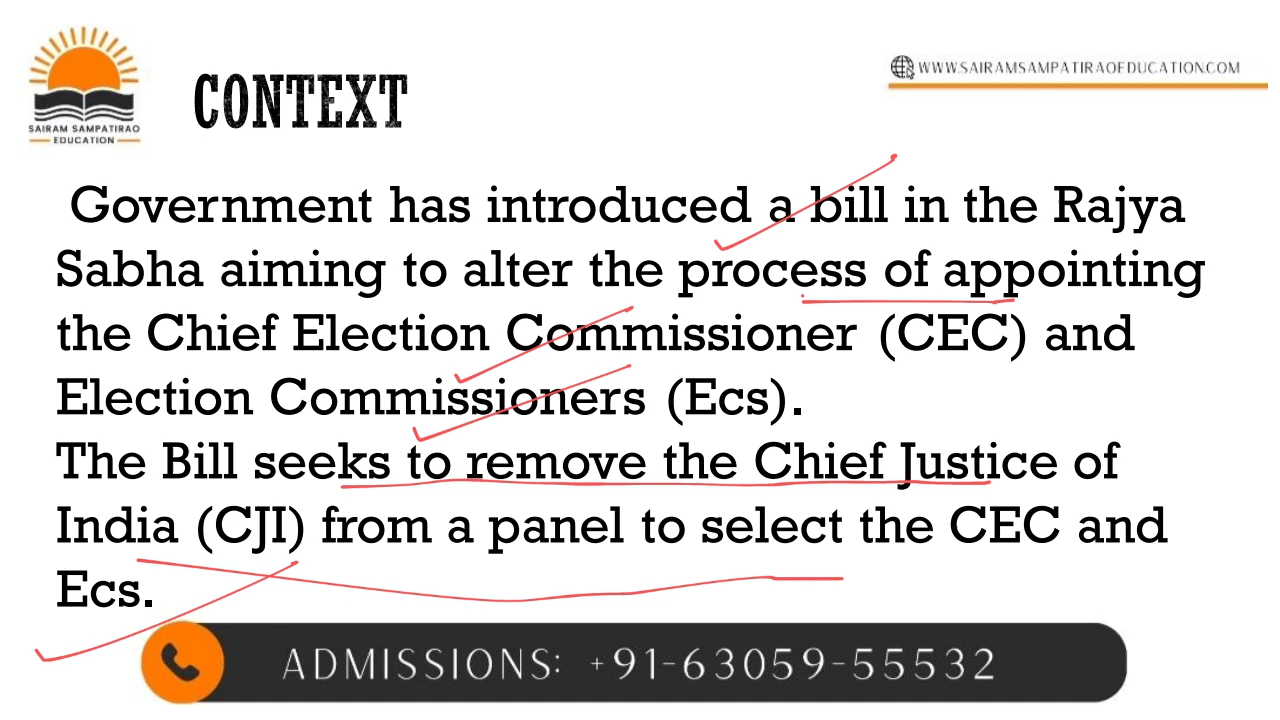 SAIRAM SAMPATIRAO
EDUCATION
CONTEXT
WWW.SAIRAMSAMPATIRAOEDUCATION.COM
Government has introduced a bill in the Rajya
Sabha aiming to alter the process of appointing
the Chief Election Commissioner (CEC) and
Election Commissioners (Ecs).
The Bill seeks to remove the Chief Justice of
India (CJI) from a panel to select the CEC and
Ecs.
ADMISSIONS: +91-63059-55532